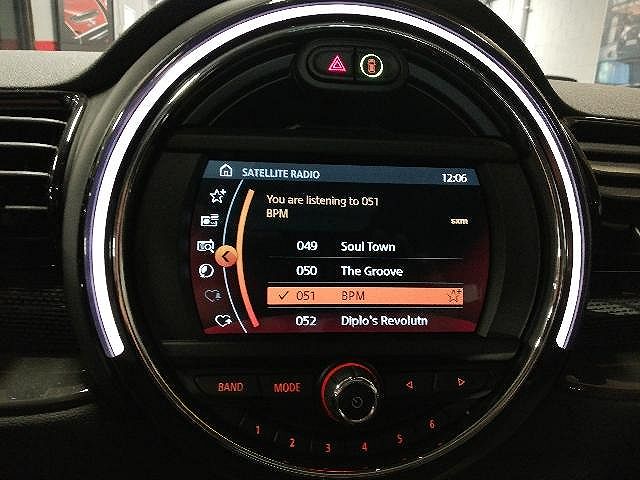 SATELLITE RADIO 12:06
You are listening to 051
BPM
sxm
049 Soul Town
050 The Groove
051 BPM
052 Diplo's Revolutn
BAND MODE
1 2 3 4 5 6